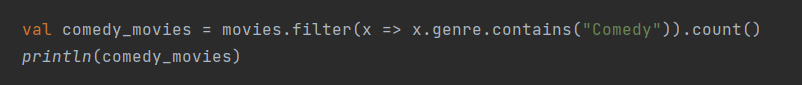 val comedy_movies = movies.filter(x => x.genre.contains("Comedy")).count()
println(comedy_movies)